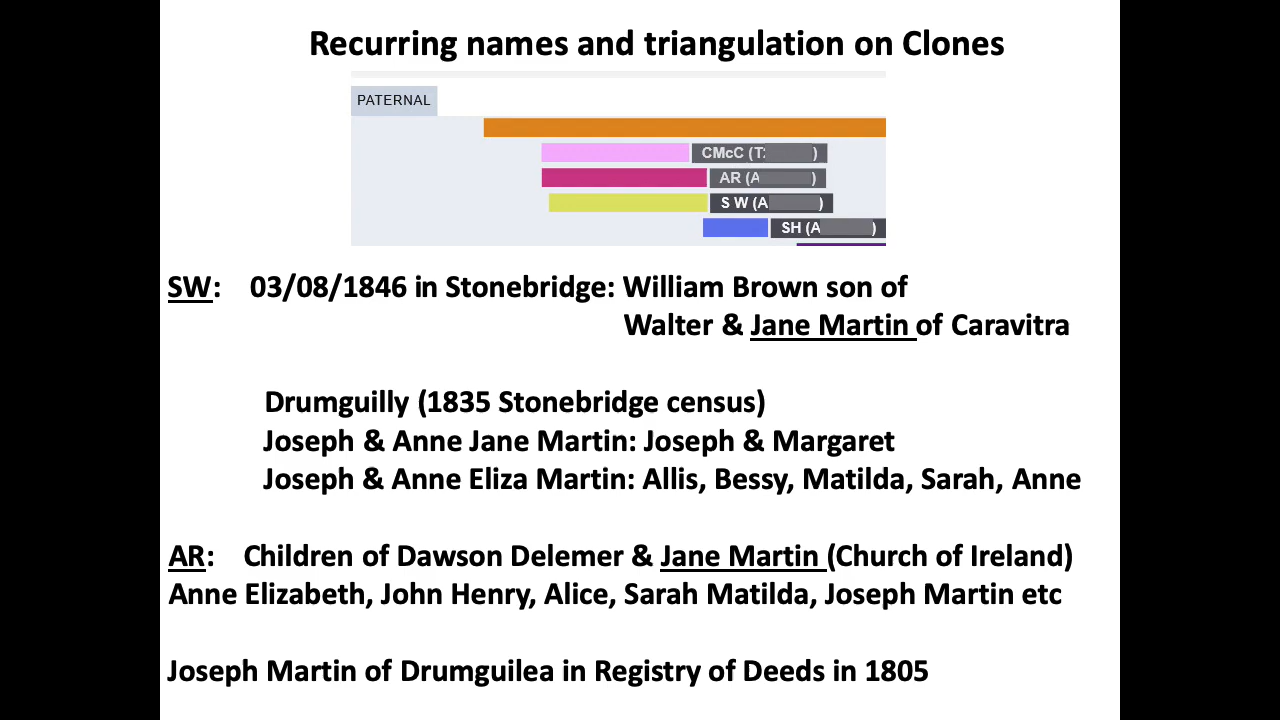 Recurring names and triangulation on Clones
PATERNAL
CMcC (T: )
AR (A )
S W (A )
SH (A )
SW: 03/08/1846 in Stonebridge: William Brown son of
Walter & Jane Martin of Caravitra
Drumguilly (1835 Stonebridge census)
Joseph & Anne Jane Martin: Joseph & Margaret
Joseph & Anne Eliza Martin: Allis, Bessy, Matilda, Sarah, Anne
AR: Children of Dawson Delemer & Jane Martin (Church of Ireland)
Anne Elizabeth, John Henry, Alice, Sarah Matilda, Joseph Martin etc
Joseph Martin of Drumguilea in Registry of Deeds in 1805